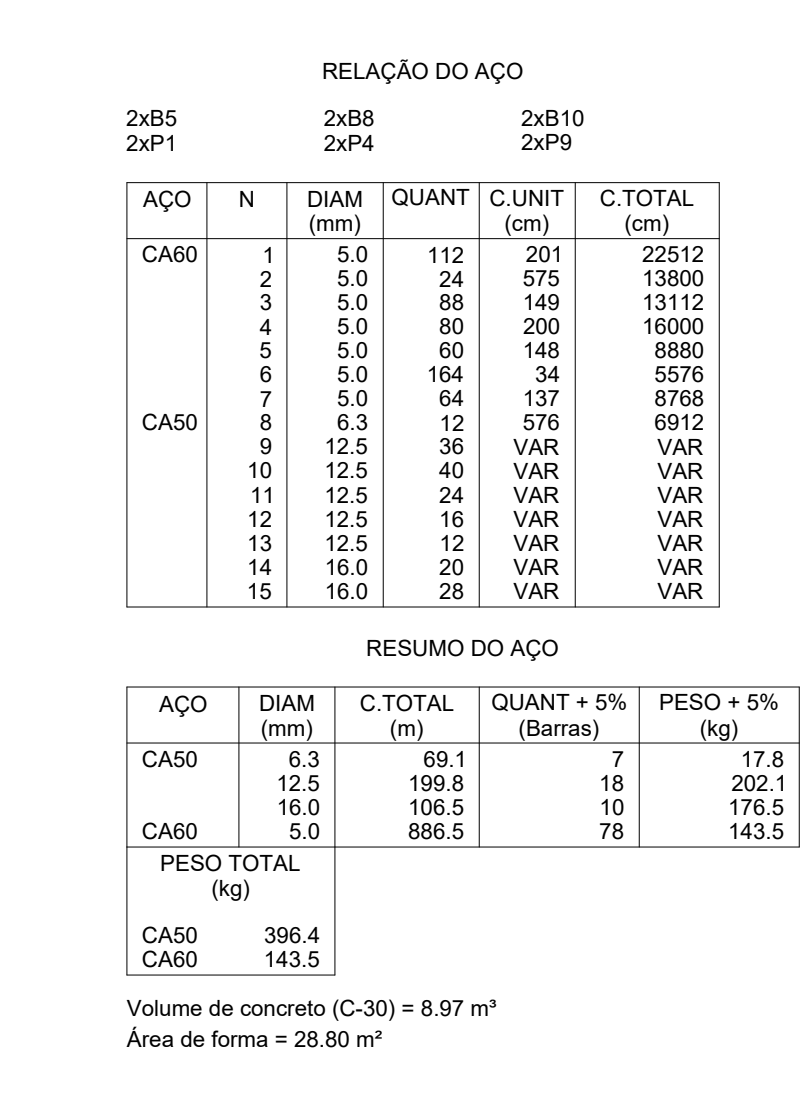 RELAÇÃO DO AÇO
2xB5 2xB8 2xB10
2xP1 2xP4 2xP9
AÇO N DIAM QUANT C.UNIT C.TOTAL
(mm) (cm) (cm)
CA60 1 5.0 112 201 22512
2 5.0 24 575 13800
3 5.0 88 149 13112
4 5.0 80 200 16000
5 5.0 60 148 8880
6 5.0 164 34 5576
7 5.0 64 137 8768
CA50 8 6.3 12 576 6912
9 12.5 36 VAR VAR
10 12.5 40 VAR VAR
11 12.5 24 VAR VAR
12 12.5 16 VAR VAR
13 12.5 12 VAR VAR
14 16.0 20 VAR VAR
15 16.0 28 VAR VAR
RESUMO DO AÇO
AÇO DIAM C.TOTAL QUANT + 5% PESO + 5%
(mm) (m) (Barras) (kg)
CA50 6.3 69.1 7 17.8
12.5 199.8 18 202.1
16.0 106.5 10 176.5
CA60 5.0 886.5 78 143.5
PESO TOTAL
(kg)
CA50 396.4
CA60 143.5
Volume de concreto (C-30) = 8.97 m³
Área de forma = 28.80 m²